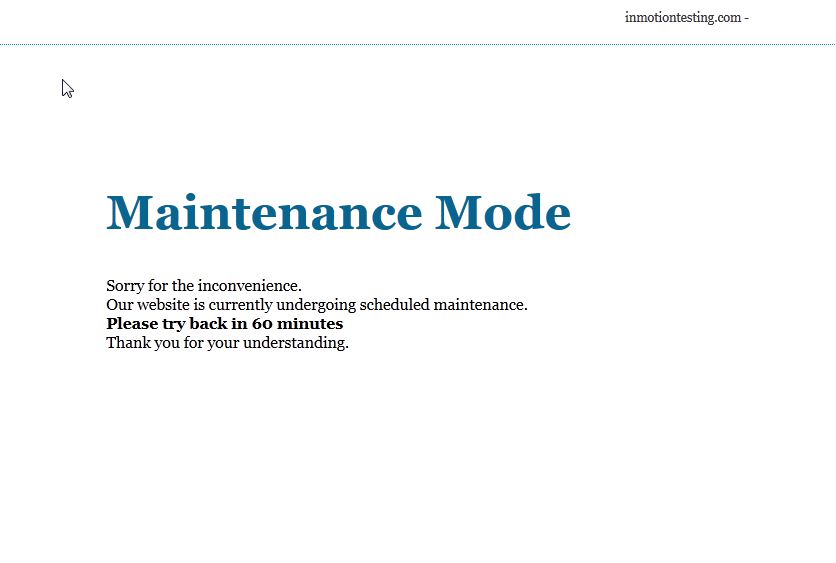 inmotiontesting.com -
Maintenance Mode
Sorry for the inconvenience.
Our website is currently undergoing scheduled maintenance.
Please try back in 60 minutes
Thank you for your understanding.